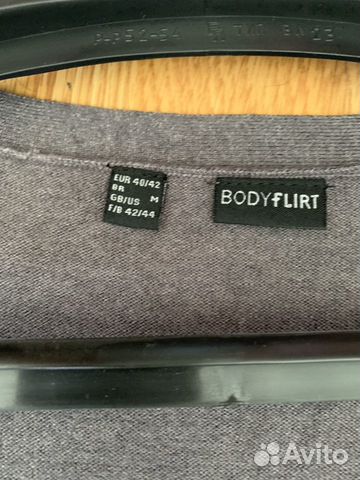 EUR 40/42
BR
GB/US M
F/B 42/44
BODYFLIRT
Avito